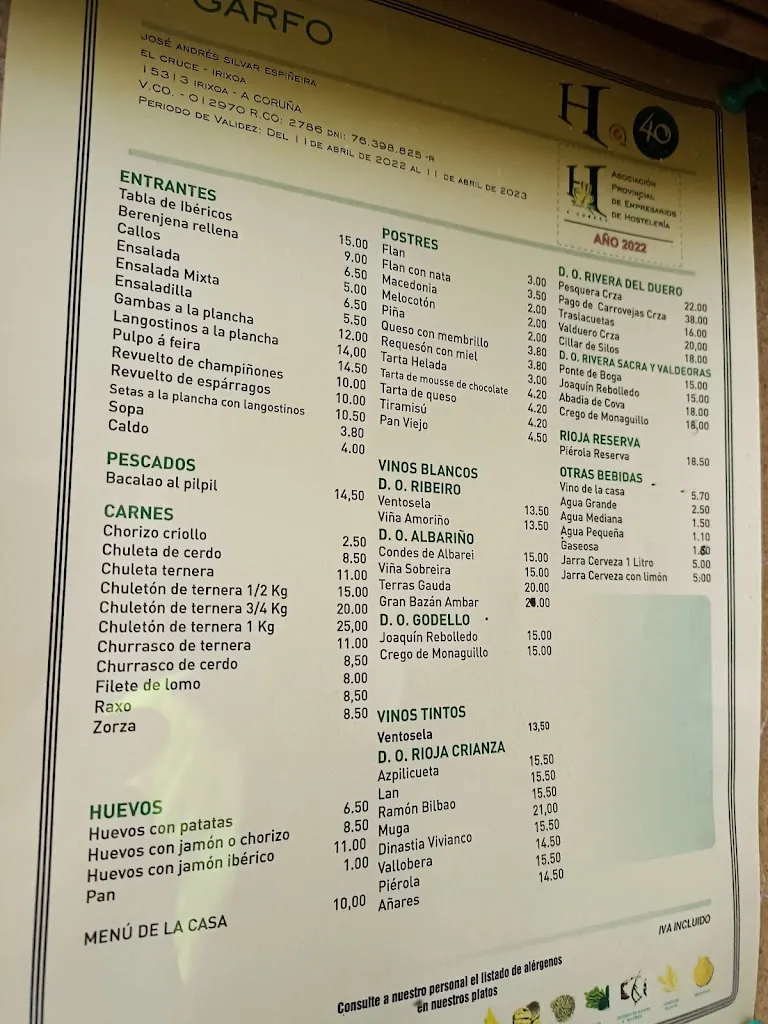 GARFO
JOSÉ ANDRÉS SILVAR ESPIÑEIRA
EL CRUCE - IRIXOA
15313 IRIXOA - A CORUÑA
V.CO. - 012970 R.CO: 2786 DNI: 76.398.825 -R
PERIODO DE VALIDEZ: DEL 11 DE ABRIL DE 2022 AL 11 DE ABRIL DE 2023
H @ 40
H
ASOCIACIÓN
PROVINCIAL
DE EMPRESARIOS
DE HOSTELERÍA
AÑO 2022
ENTRANTES
Tabla de Ibéricos 15.00
Berenjena rellena 9.00
Callos 6.50
Ensalada 5.00
Ensalada Mixta 6.50
Ensaladilla 5.50
Gambas a la plancha 12.00
Langostinos a la plancha 14,00
Pulpo á feira 14.50
Revuelto de champiñones 10.00
Revuelto de espárragos 10.00
Setas a la plancha con langostinos 10.50
Sopa 3.80
Caldo 4.00
PESCADOS
Bacalao al pilpil 14,50
CARNES
Chorizo criollo 2.50
Chuleta de cerdo 8.50
Chuleta ternera 11.00
Chuletón de ternera 1/2 Kg 15.00
Chuletón de ternera 3/4 Kg 20.00
Chuletón de ternera 1 Kg 25,00
Churrasco de ternera 11.00
Churrasco de cerdo 8,50
Filete de lomo 8.00
Raxo 8,50
Zorza 8.50
HUEVOS
Huevos con patatas 6.50
Huevos con jamón o chorizo 8.50
Huevos con jamón ibérico 11.00
Pan 1.00
MENÚ DE LA CASA 10,00
POSTRES
Flan 3.00
Flan con nata 3.50
Macedonia 2.00
Melocotón 2.00
Piña 2.00
Queso con membrillo 3.80
Requesón con miel 3.80
Tarta Helada 3.00
Tarta de mousse de chocolate 4.20
Tarta de queso 4.20
Tiramisú 4.20
Pan Viejo 4.50
VINOS BLANCOS
D. O. RIBEIRO
Ventosela 13.50
Viña Amoriño 13.50
D. O. ALBARIÑO
Condes de Albarei 15.00
Viña Sobreira 15.00
Terras Gauda 20.00
Gran Bazán Ambar
D. O. GODELLO
Joaquín Rebolledo 15.00
Crego de Monaguillo 15.00
VINOS TINTOS
Ventosela 13,50
D. O. RIOJA CRIANZA
Azpilicueta 15.50
Lan 15.50
Ramón Bilbao 15.50
Muga 21,00
Dinastia Vivianco 15.50
Vallobera 14.50
Piérola 15.50
Añares 14.50
D. O. RIVERA DEL DUERO
Pesquera Crza 22.00
Pago de Carrovejas Crza 38.00
Traslacuetas 16.00
Valduero Crza 20,00
Cillar de Silos 18.00
D. O. RIVERA SACRA Y VALDEORAS
Ponte de Boga 15.00
Joaquín Rebolledo 15.00
Abadia de Cova 18.00
Crego de Monaguillo 18,00
RIOJA RESERVA
Piérola Reserva 18.50
OTRAS BEBIDAS
Vino de la casa 5.70
Agua Grande 2.50
Agua Mediana 1.50
Agua Pequeña 1.10
Gaseosa
Jarra Cerveza 1 Litro 5.00
Jarra Cerveza con limón 5.00
IVA INCLUIDO
Consulte a nuestro personal el listado de alérgenos
en nuestros platos